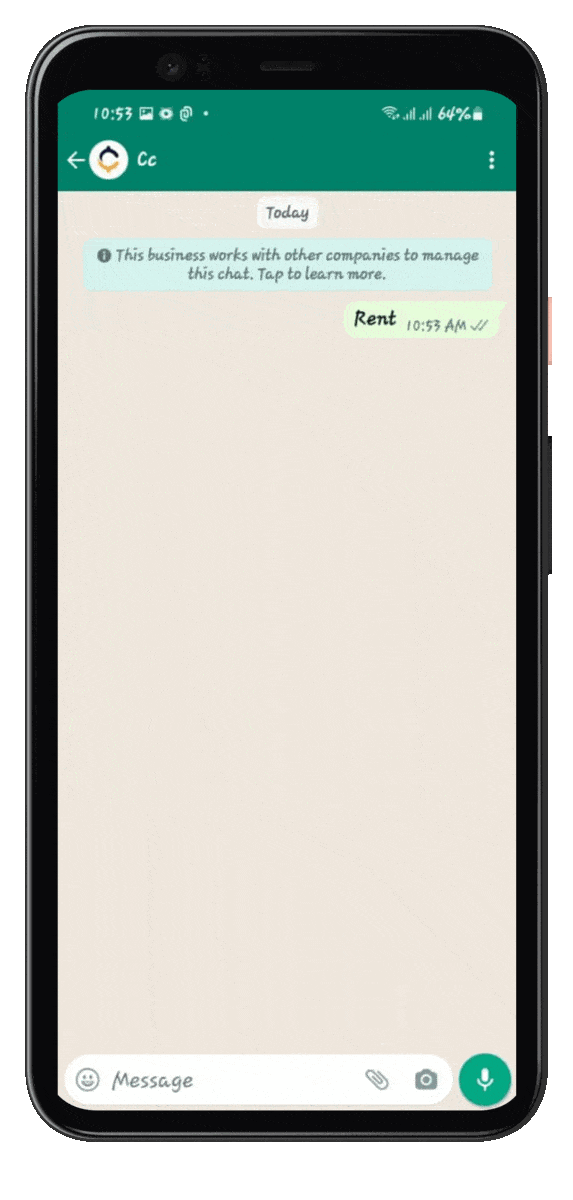 10:53 64%
Cc
Today
This business works with other companies to manage
this chat. Tap to learn more.
Rent 10:53 AM
Message